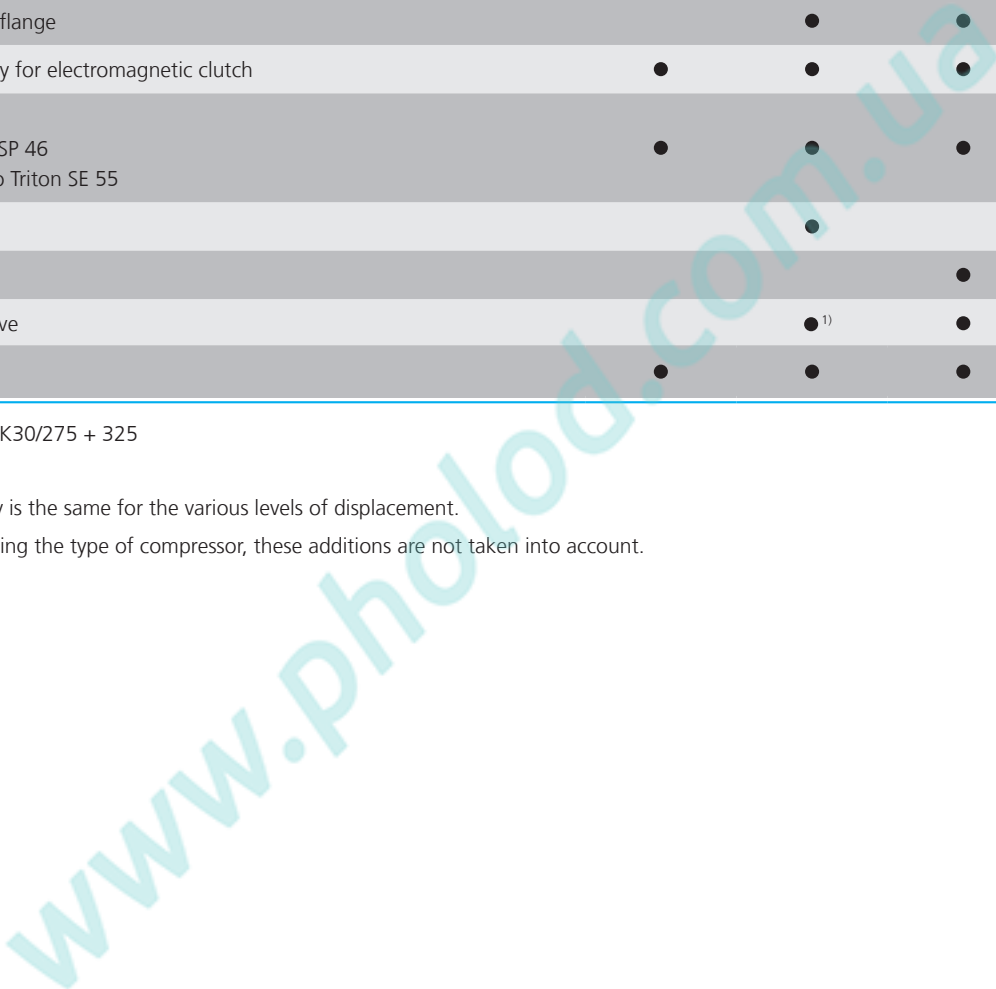 flange ● ●
y for electromagnetic clutch ● ● ●
SP 46 ● ● ●
o Triton SE 55
●
●
ve ● 1) ●
● ● ●
K30/275 + 325
y is the same for the various levels of displacement.
ing the type of compressor, these additions are not taken into account.
www.pholod.com.ua